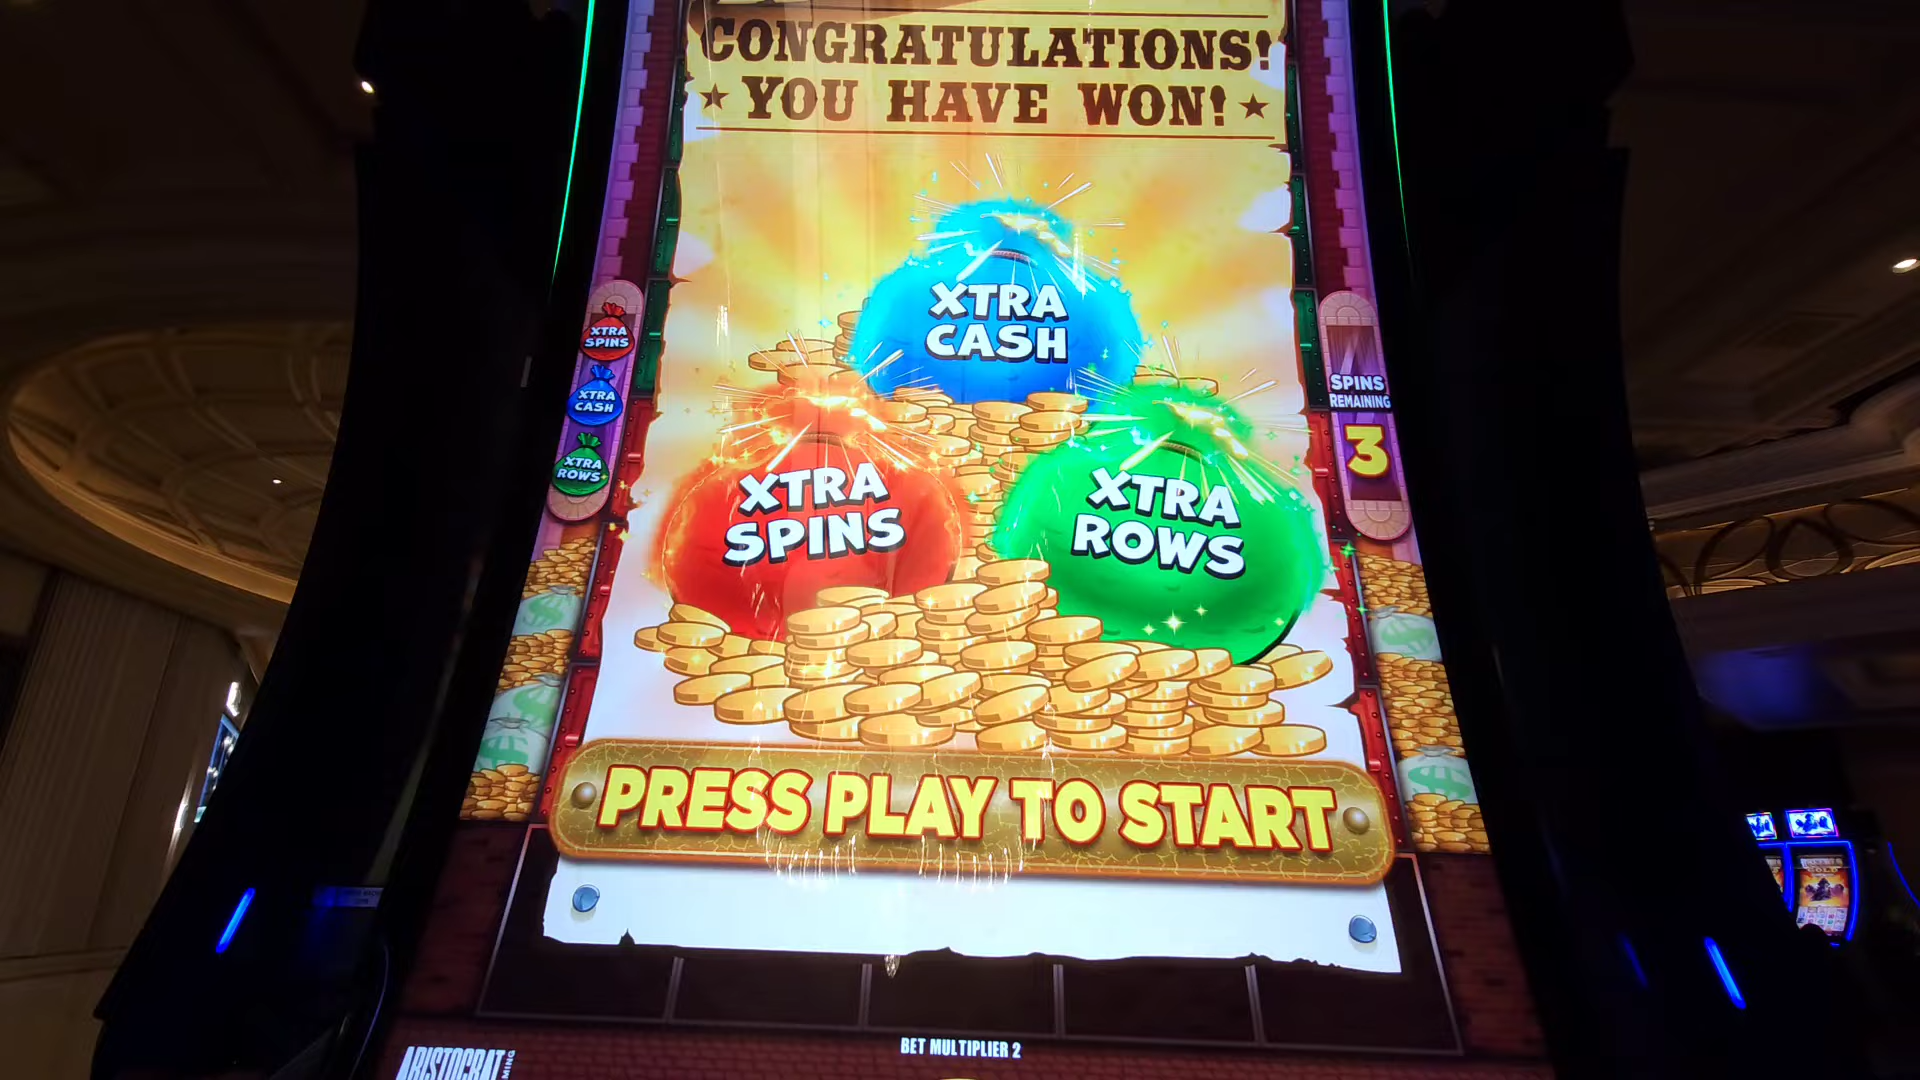 CONGRATULATIONS!
YOU HAVE WON!
XTRA
CASH
XTRA
SPINS
XTRA
ROWS
XTRA
SPINS
XTRA
CASH
XTRA
ROWS
SPINS
REMAINING
3
PRESS PLAY TO START
BET MULTIPLIER 2
ARISTOCRAT
GOLD